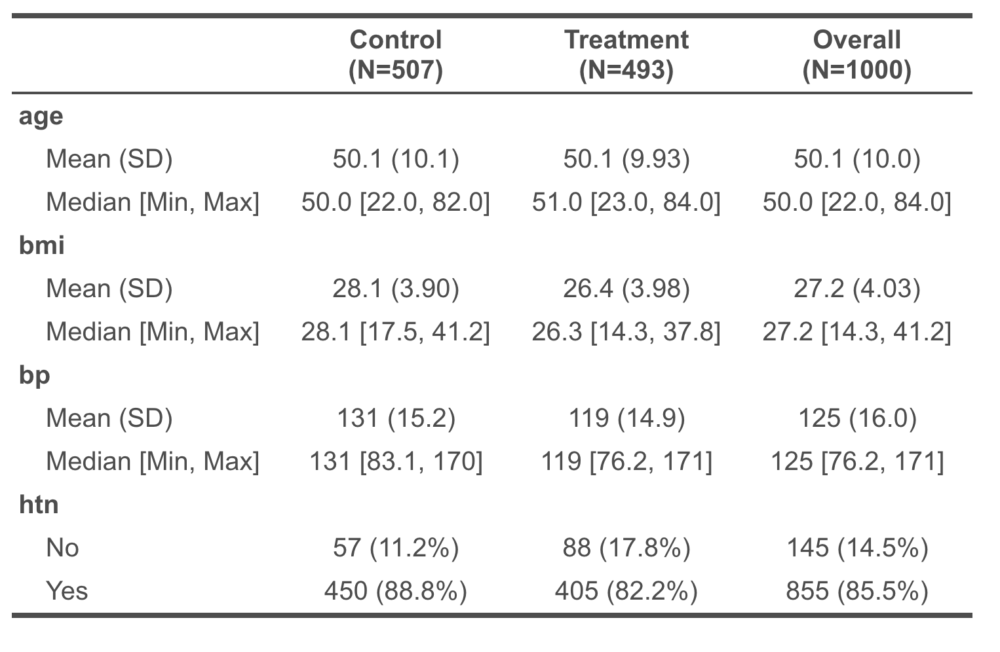 Control Treatment Overall
(N=507) (N=493) (N=1000)
age
Mean (SD) 50.1 (10.1) 50.1 (9.93) 50.1 (10.0)
Median [Min, Max] 50.0 [22.0, 82.0] 51.0 [23.0, 84.0] 50.0 [22.0, 84.0]
bmi
Mean (SD) 28.1 (3.90) 26.4 (3.98) 27.2 (4.03)
Median [Min, Max] 28.1 [17.5, 41.2] 26.3 [14.3, 37.8] 27.2 [14.3, 41.2]
bp
Mean (SD) 131 (15.2) 119 (14.9) 125 (16.0)
Median [Min, Max] 131 [83.1, 170] 119 [76.2, 171] 125 [76.2, 171]
htn
No 57 (11.2%) 88 (17.8%) 145 (14.5%)
Yes 450 (88.8%) 405 (82.2%) 855 (85.5%)